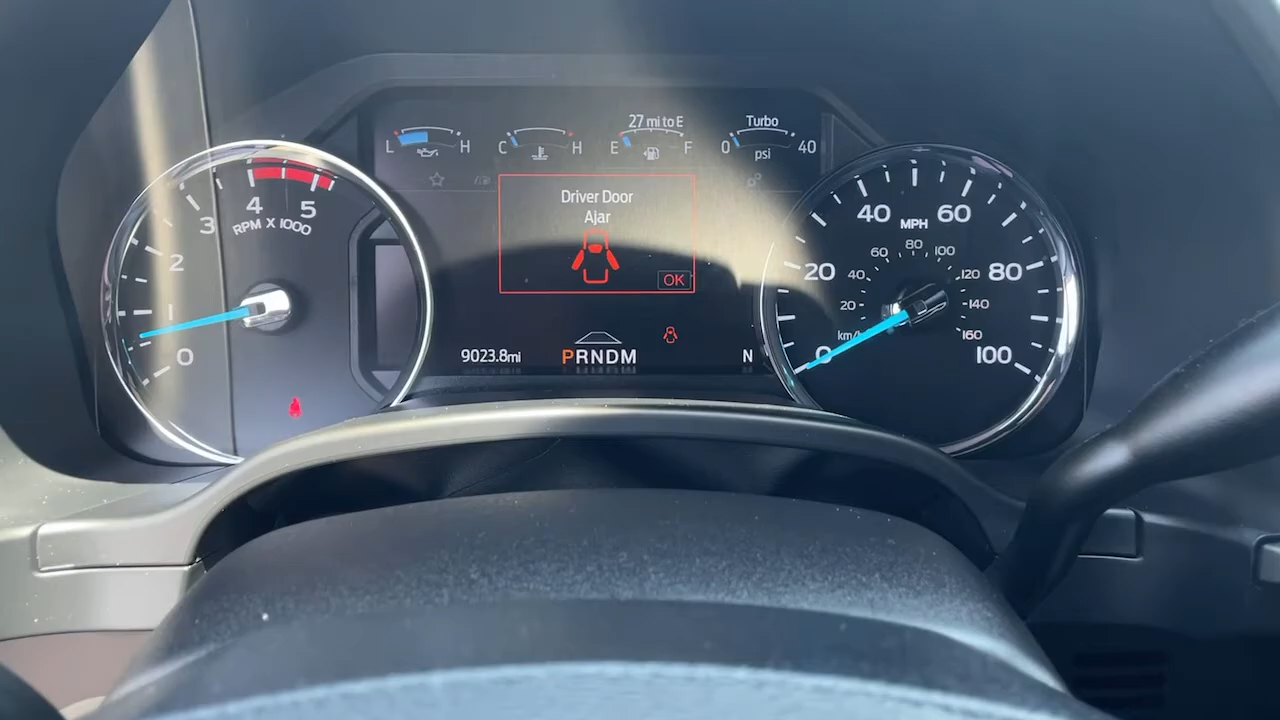 27 mi to E
Turbo
L H
C H
E F
0 40
psi
Driver Door
Ajar
OK
0 1 2 3 4 5
RPM X 1000
0 20 40 60 80 100
MPH
20 40 60 80 100 120 140 160
km/h
9023.8mi
PRNDM
N